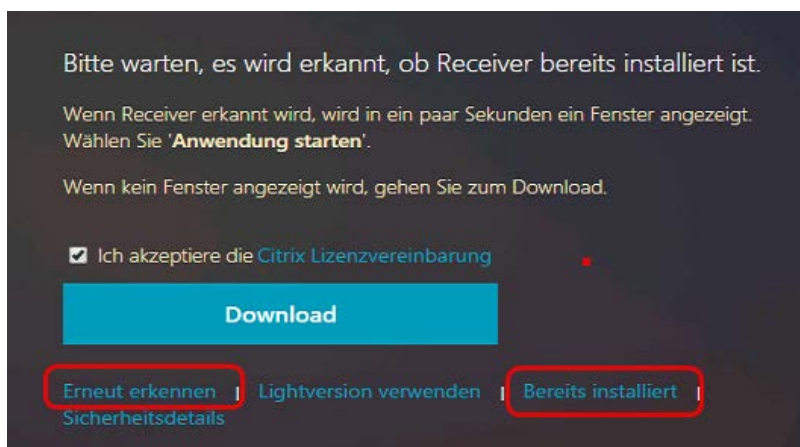 Bitte warten, es wird erkannt, ob Receiver bereits installiert ist.
Wenn Receiver erkannt wird, wird in ein paar Sekunden ein Fenster angezeigt.
Wählen Sie 'Anwendung starten'.
Wenn kein Fenster angezeigt wird, gehen Sie zum Download.
Ich akzeptiere die Citrix Lizenzvereinbarung
Download
Erneut erkennen | Lightversion verwenden | Bereits installiert |
Sicherheitsdetails